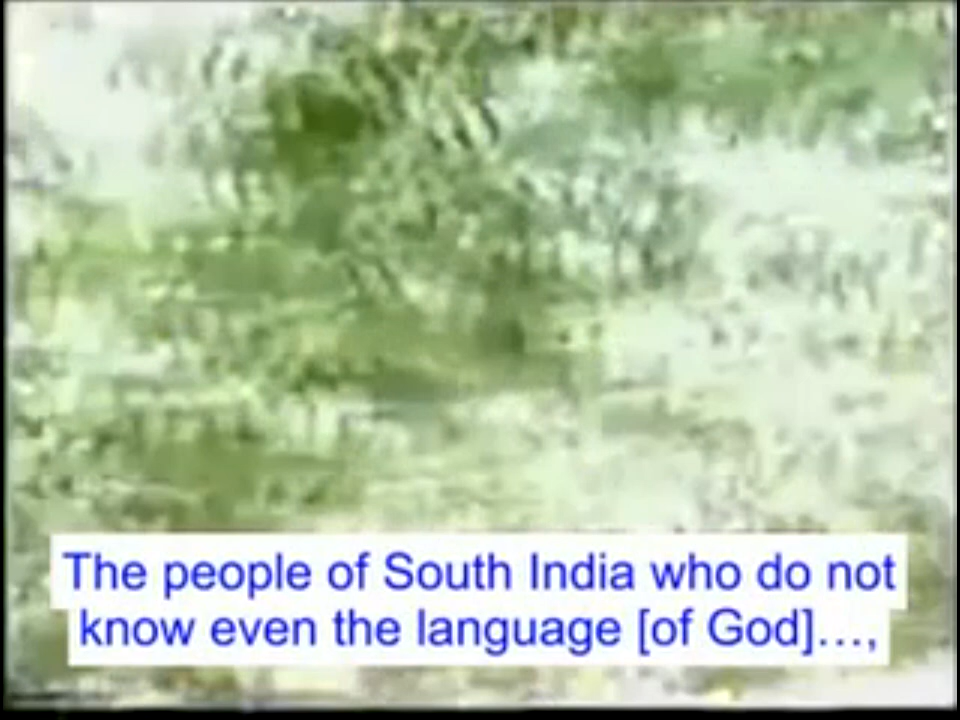 The people of South India who do not
know even the language [of God]…,